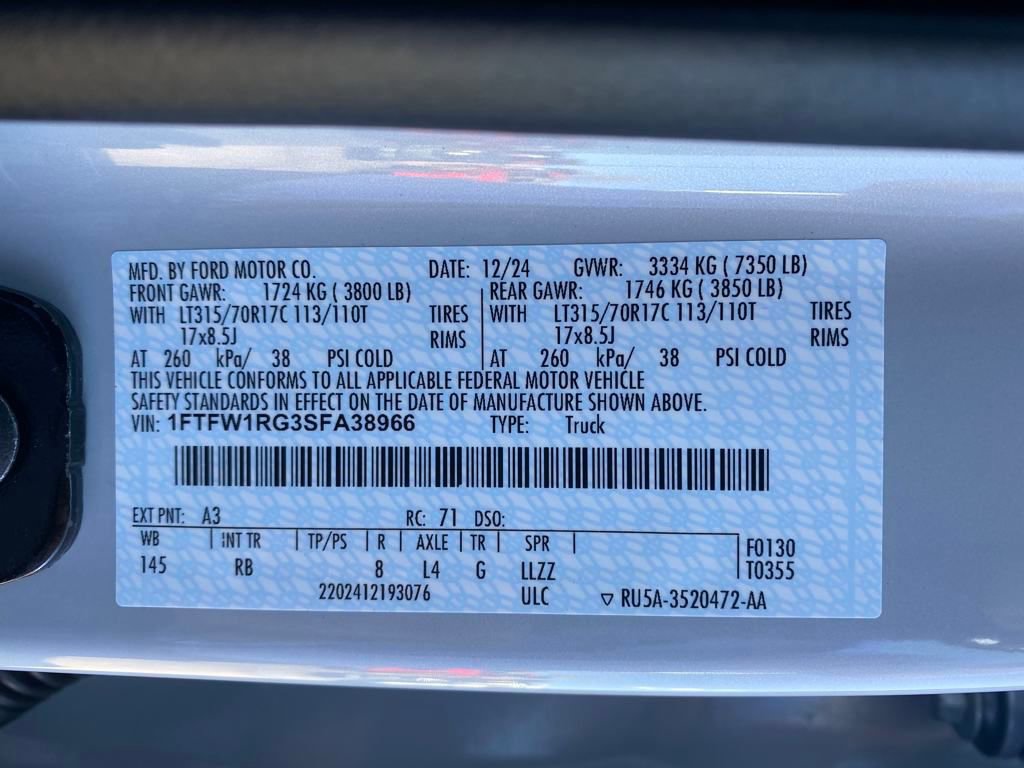 MFD. BY FORD MOTOR CO. DATE: 12/24 GVWR: 3334 KG ( 7350 LB)
FRONT GAWR: 1724 KG ( 3800 LB) REAR GAWR: 1746 KG ( 3850 LB)
WITH LT315/70R17C 113/110T TIRES WITH LT315/70R17C 113/110T TIRES
17x8.5J RIMS 17x8.5J RIMS
AT 260 kPa/ 38 PSI COLD AT 260 kPa/ 38 PSI COLD
THIS VEHICLE CONFORMS TO ALL APPLICABLE FEDERAL MOTOR VEHICLE
SAFETY STANDARDS IN EFFECT ON THE DATE OF MANUFACTURE SHOWN ABOVE.
VIN: 1FTFW1RG3SFA38966 TYPE: Truck
EXT PNT: A3 RC: 71 DSO:
WB INT TR TP/PS R AXLE TR SPR F0130
145 RB 8 L4 G LLZZ T0355
2202412193076 ULC ▽ RU5A-3520472-AA